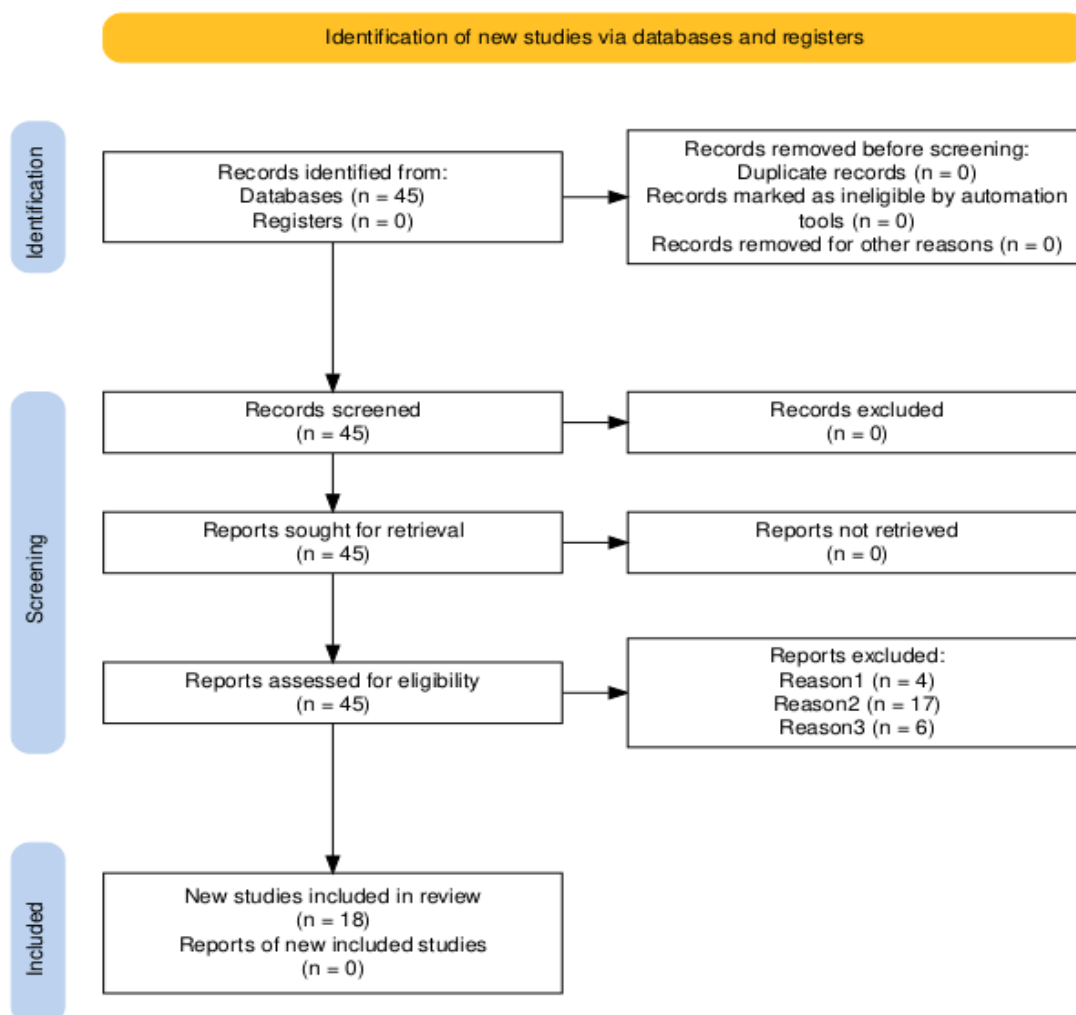 Identification of new studies via databases and registers
Identification
Records identified from:
Databases (n = 45)
Registers (n = 0)
Records removed before screening:
Duplicate records (n = 0)
Records marked as ineligible by automation
tools (n = 0)
Records removed for other reasons (n = 0)
Screening
Records screened
(n = 45)
Records excluded
(n = 0)
Reports sought for retrieval
(n = 45)
Reports not retrieved
(n = 0)
Reports assessed for eligibility
(n = 45)
Reports excluded:
Reason1 (n = 4)
Reason2 (n = 17)
Reason3 (n = 6)
Included
New studies included in review
(n = 18)
Reports of new included studies
(n = 0)